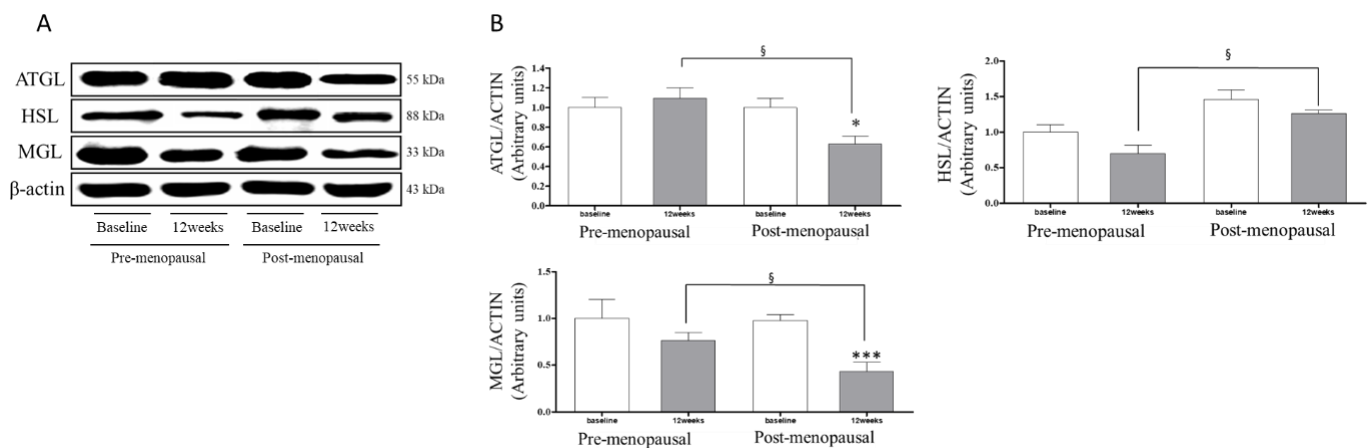 A
ATGL
55 kDa
HSL
88 kDa
MGL
33 kDa
β-actin
43 kDa
Baseline 12weeks Baseline 12weeks
Pre-menopausal Post-menopausal
B
ATGL/ACTIN
(Arbitrary units)
1.4
1.2
1.0
0.8
0.6
0.4
0.2
0.0
§
*
baseline 12weeks baseline 12weeks
Pre-menopausal Post-menopausal
HSL/ACTIN
(Arbitrary units)
2.0
1.5
1.0
0.5
0.0
§
baseline 12weeks baseline 12weeks
Pre-menopausal Post-menopausal
MGL/ACTIN
(Arbitrary units)
1.5
1.0
0.5
0.0
§
***
baseline 12weeks baseline 12weeks
Pre-menopausal Post-menopausal